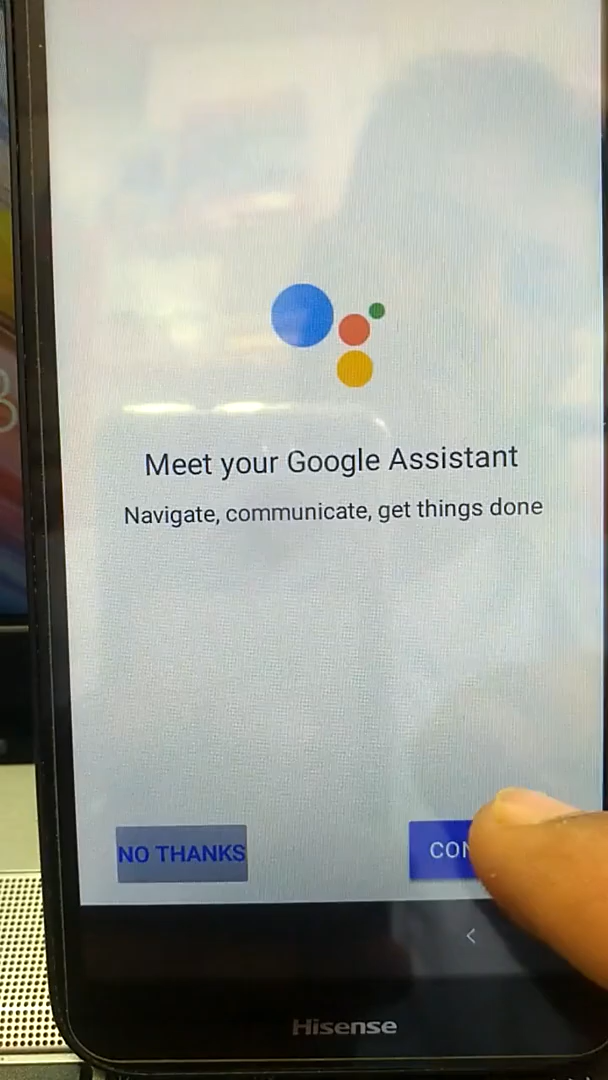 Meet your Google Assistant
Navigate, communicate, get things done
NO THANKS
CON
Hisense